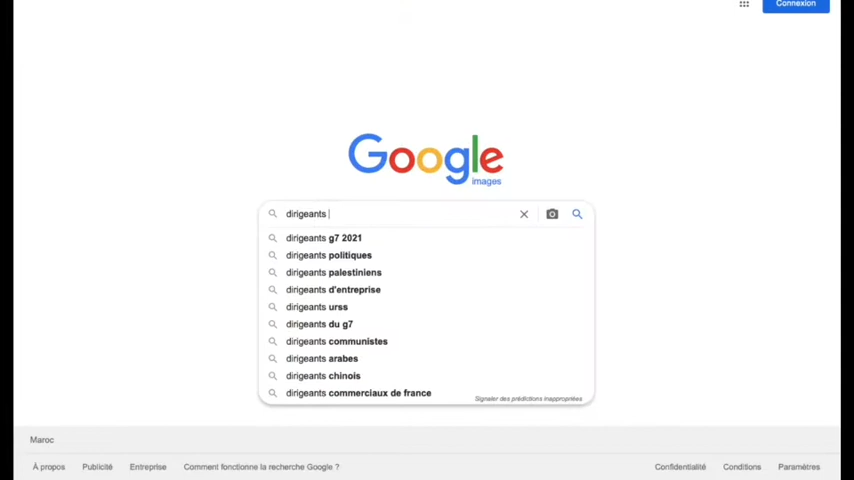 Connexion
Google
images
dirigeants
dirigeants g7 2021
dirigeants politiques
dirigeants palestiniens
dirigeants d'entreprise
dirigeants urss
dirigeants du g7
dirigeants communistes
dirigeants arabes
dirigeants chinois
dirigeants commerciaux de france
Signaler des prédictions inappropriées
Maroc
À propos Publicité Entreprise Comment fonctionne la recherche Google ? Confidentialité Conditions Paramètres